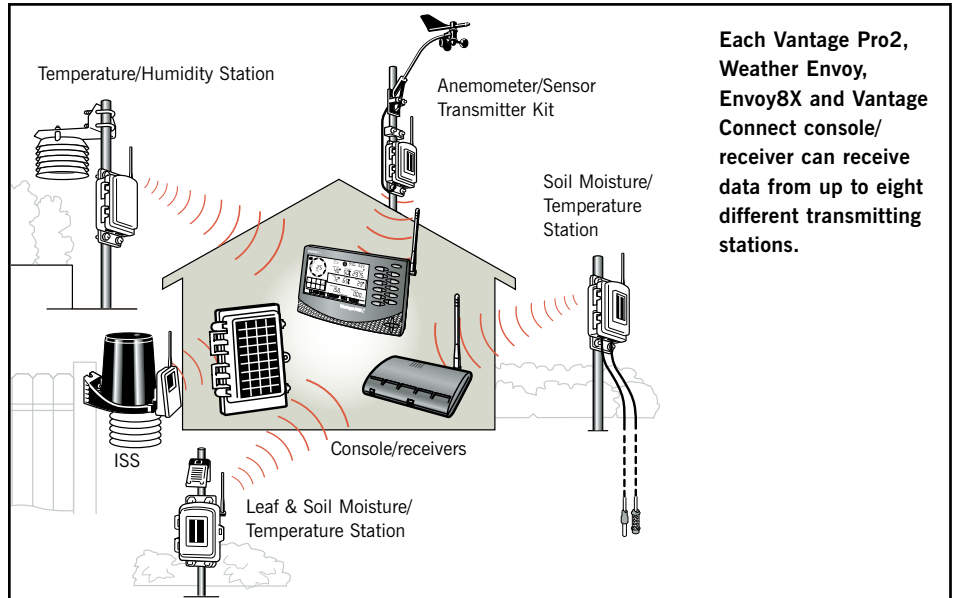 Temperature/Humidity Station
Anemometer/Sensor
Transmitter Kit
Soil Moisture/
Temperature
Station
ISS
Console/receivers
Leaf & Soil Moisture/
Temperature Station
Each Vantage Pro2,
Weather Envoy,
Envoy8X and Vantage
Connect console/
receiver can receive
data from up to eight
different transmitting
stations.